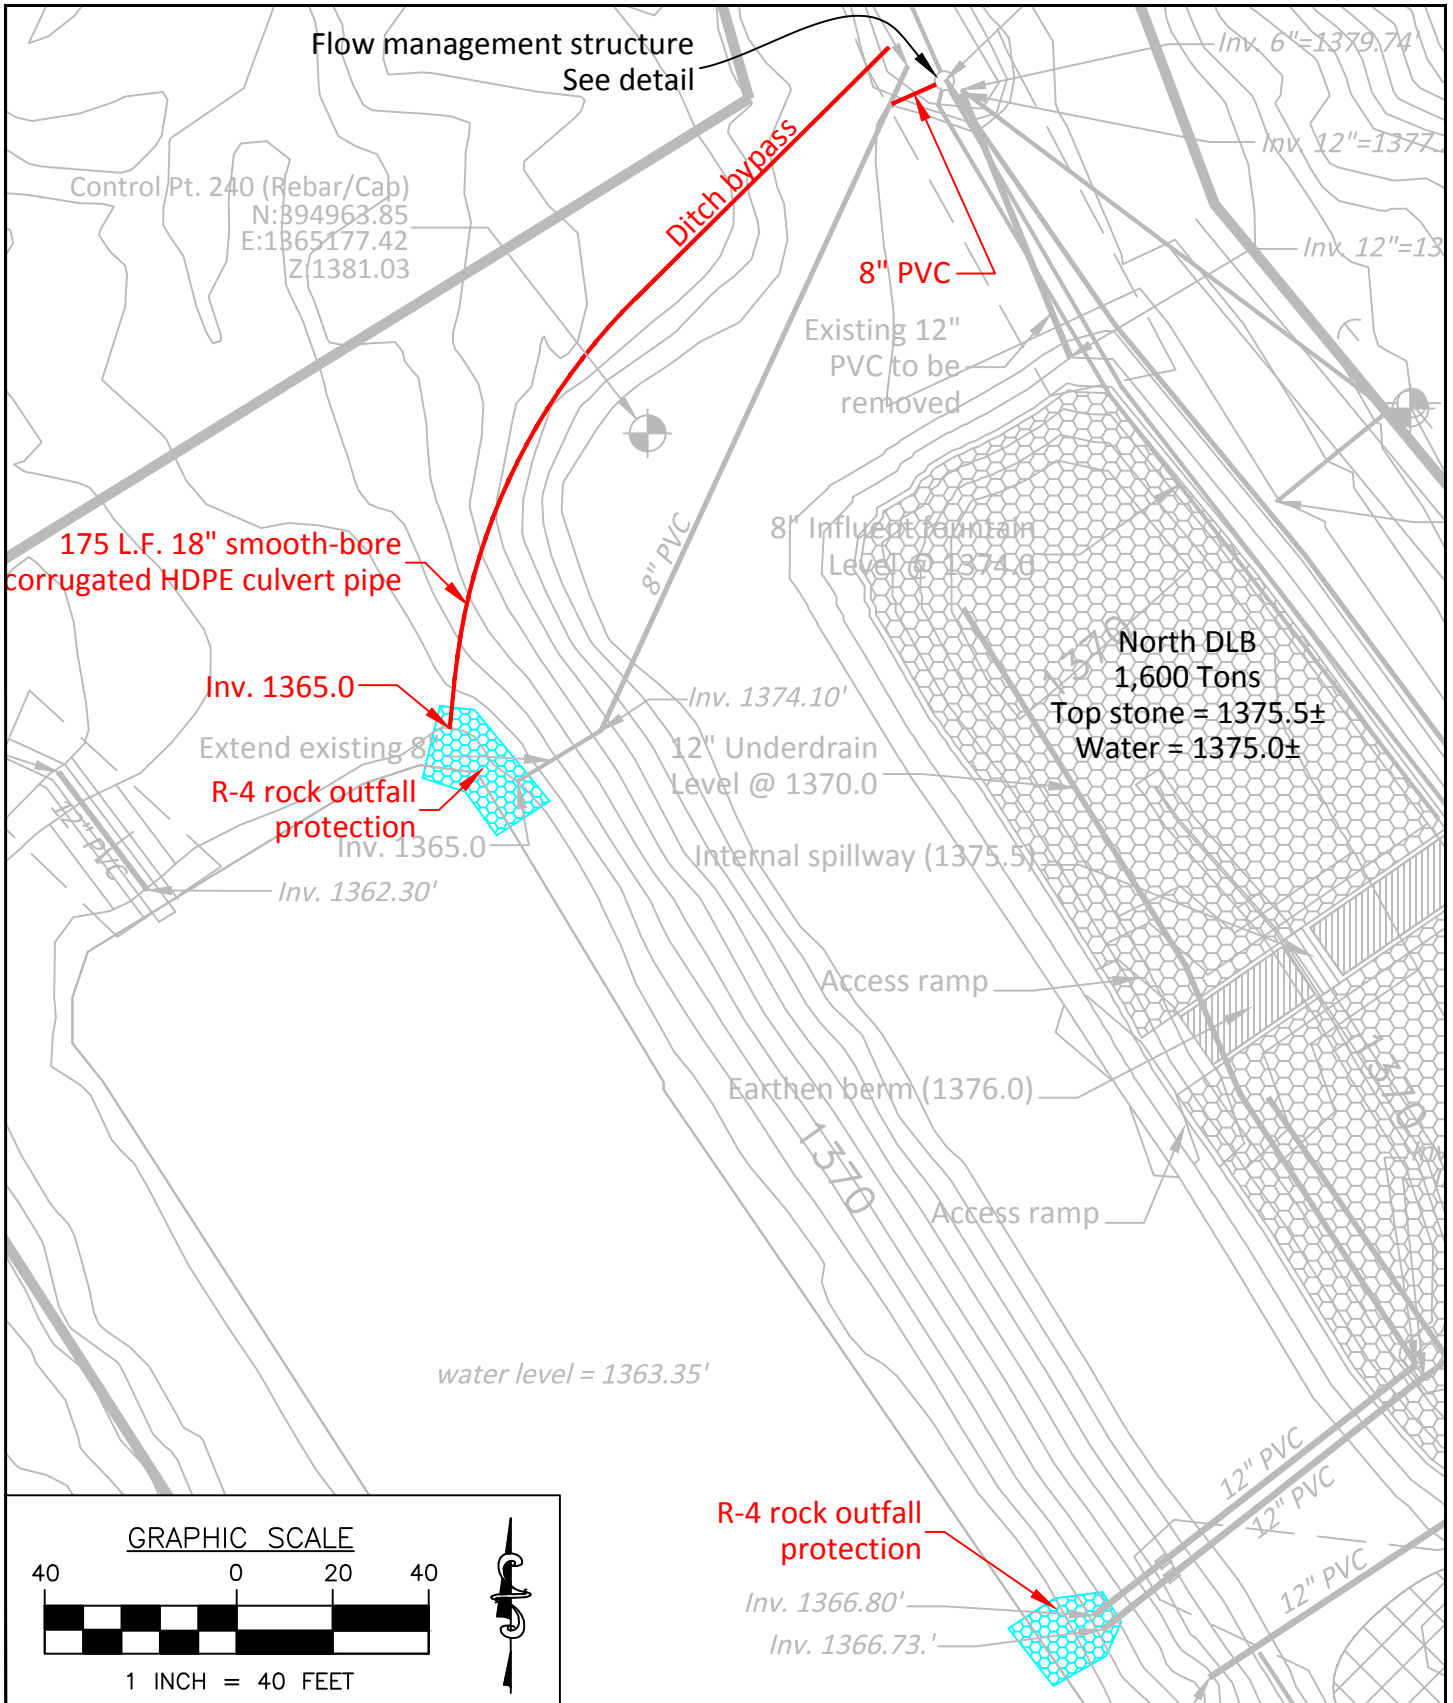 Flow management structure
See detail
Inv. 6"=1379.74'
Inv. 12"=1377.
Inv. 12"=13
Control Pt. 240 (Rebar/Cap)
N:394963.85
E:1365177.42
Z:1381.03
Ditch bypass
8" PVC
Existing 12"
PVC to be
removed
175 L.F. 18" smooth-bore
corrugated HDPE culvert pipe
8" PVC
8" Influent fountain
Level @ 1374.0
1370
North DLB
1,600 Tons
Top stone = 1375.5±
Water = 1375.0±
Inv. 1365.0
Inv. 1374.10'
Extend existing 8"
12" Underdrain
Level @ 1370.0
R-4 rock outfall
protection
Inv. 1365.0
12" PVC
Inv. 1362.30'
Internal spillway (1375.5)
Access ramp
Earthen berm (1376.0)
1370
1370
Inv
Access ramp
water level = 1363.35'
12" PVC
12" PVC
12" PVC
R-4 rock outfall
protection
Inv. 1366.80'
Inv. 1366.73.'
GRAPHIC SCALE
40 0 20 40
1 INCH = 40 FEET